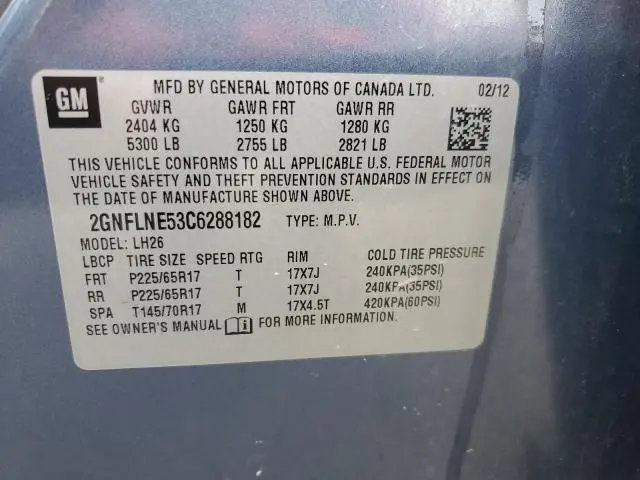 GM
MFD BY GENERAL MOTORS OF CANADA LTD. 02/12
GVWR GAWR FRT GAWR RR
2404 KG 1250 KG 1280 KG
5300 LB 2755 LB 2821 LB
THIS VEHICLE CONFORMS TO ALL APPLICABLE U.S. FEDERAL MOTOR
VEHICLE SAFETY AND THEFT PREVENTION STANDARDS IN EFFECT ON
THE DATE OF MANUFACTURE SHOWN ABOVE.
2GNFLNE53C6288182 TYPE: M.P.V.
MODEL: LH26
LBCP TIRE SIZE SPEED RTG RIM COLD TIRE PRESSURE
FRT P225/65R17 T 17X7J 240KPA(35PSI)
RR P225/65R17 T 17X7J 240KPA(35PSI)
SPA T145/70R17 M 17X4.5T 420KPA(60PSI)
SEE OWNER'S MANUAL FOR MORE INFORMATION.